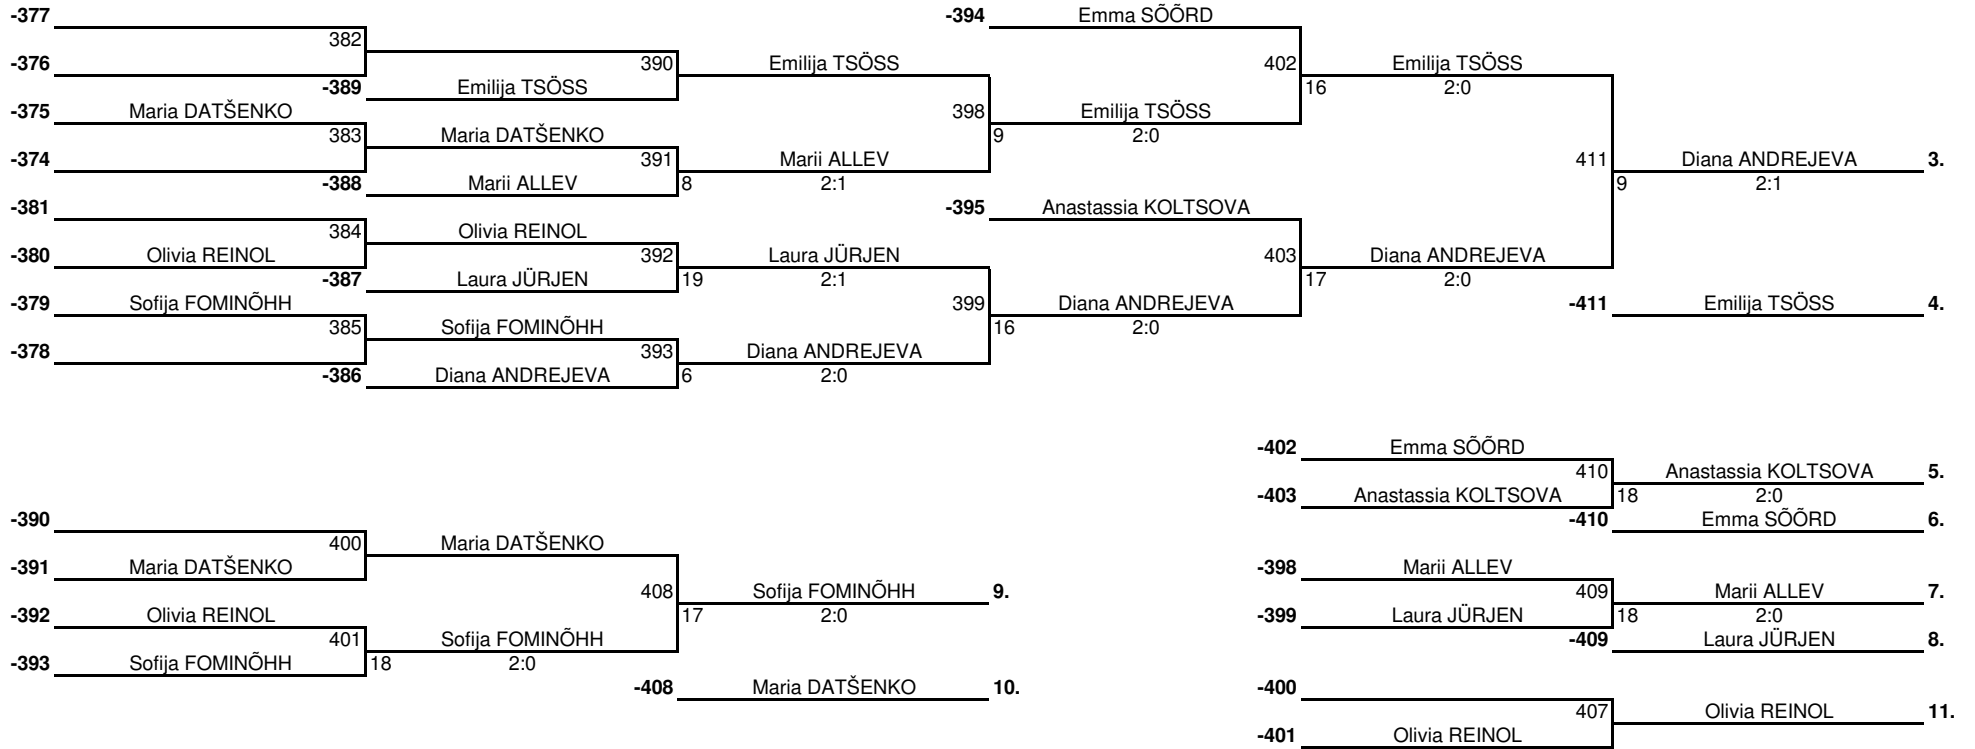 -377 -394 Emma SÕÕRD
382
-376 390 Emilija TSÖSS 402 Emilija TSÖSS
-389 Emilija TSÖSS 16 2:0
-375 Maria DATŠENKO 398 Emilija TSÖSS
383 Maria DATŠENKO 9 2:0
-374 391 Marii ALLEV 411 Diana ANDREJEVA 3.
-388 Marii ALLEV 8 2:1 9 2:1
-381 -395 Anastassia KOLTSOVA
384 Olivia REINOL
-380 Olivia REINOL 392 Laura JÜRJEN 403 Diana ANDREJEVA
-387 Laura JÜRJEN 19 2:1 17 2:0
-379 Sofija FOMINÕHH 399 Diana ANDREJEVA -411 Emilija TSÖSS 4.
385 Sofija FOMINÕHH 16 2:0
-378 393 Diana ANDREJEVA
-386 Diana ANDREJEVA 6 2:0
-402 Emma SÕÕRD
410 Anastassia KOLTSOVA 5.
-403 Anastassia KOLTSOVA 18 2:0
-390 -410 Emma SÕÕRD 6.
400 Maria DATŠENKO
-391 Maria DATŠENKO -398 Marii ALLEV
408 Sofija FOMINÕHH 9. 409 Marii ALLEV 7.
-392 Olivia REINOL 17 2:0 -399 Laura JÜRJEN 18 2:0
401 Sofija FOMINÕHH -409 Laura JÜRJEN 8.
-393 Sofija FOMINÕHH 18 2:0
-408 Maria DATŠENKO 10. -400
407 Olivia REINOL 11.
-401 Olivia REINOL